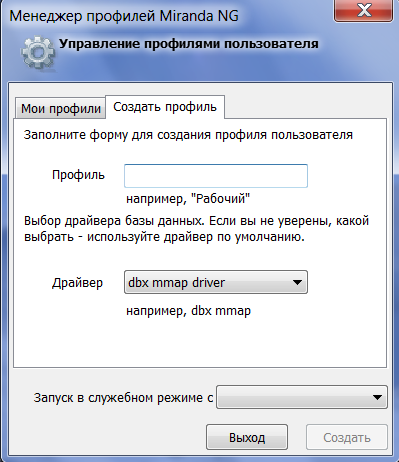 Менеджер профилей Miranda NG
Управление профилями пользователя
Мои профили
Создать профиль
Заполните форму для создания профиля пользователя
Профиль
например, "Рабочий"
Выбор драйвера базы данных. Если вы не уверены, какой
выбрать - используйте драйвер по умолчанию.
Драйвер
dbx mmap driver
например, dbx mmap
Запуск в служебном режиме с
Выход
Создать